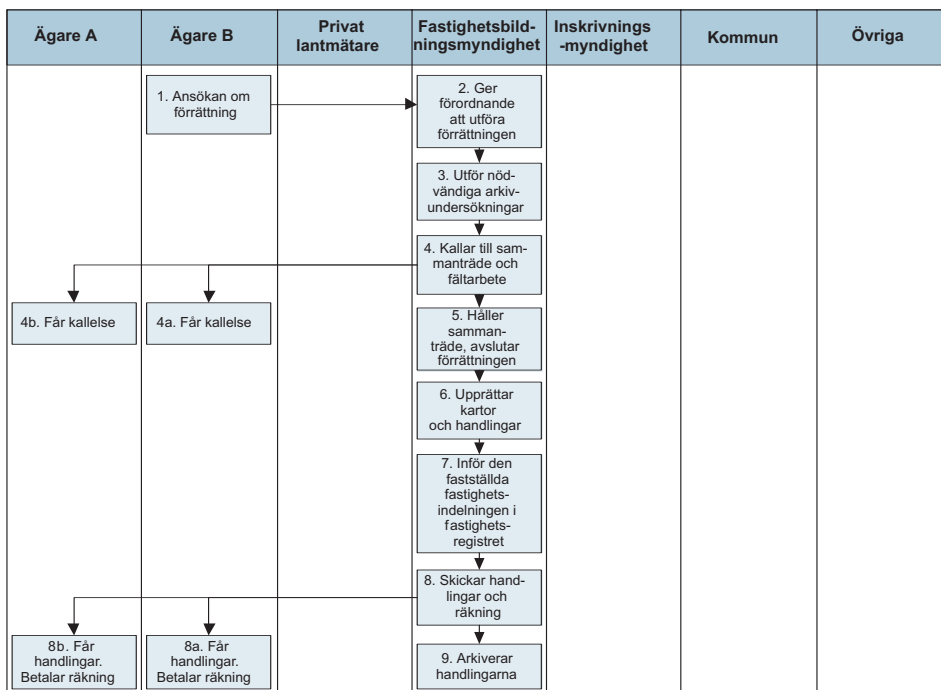 Ägare A
Ägare B
Privat
lantmätare
Fastighetsbild-
ningsmyndighet
Inskrivnings
-myndighet
Kommun
Övriga
1. Ansökan om
förrättning
2. Ger
förordnande
att utföra
förrättningen
3. Utför nöd-
vändiga arkiv-
undersökningar
4. Kallar till sam-
manträde och
fältarbete
4b. Får kallelse
4a. Får kallelse
5. Håller
samman-
träde, avslutar
förrättningen
6. Upprättar
kartor
och handlingar
7. Inför den
fastställda
fastighets-
indelningen i
fastighets-
registret
8. Skickar hand-
lingar och
räkning
8b. Får
handlingar.
Betalar räkning
8a. Får
handlingar.
Betalar räkning
9. Arkiverar
handlingarna